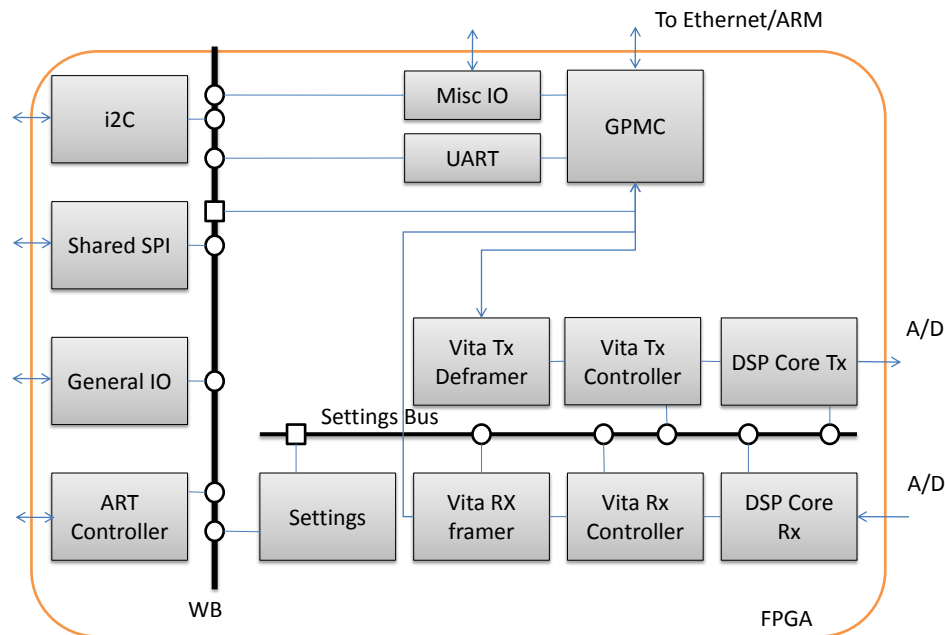 To Ethernet/ARM
i2C
Misc IO
GPMC
UART
Shared SPI
General IO
Vita Tx
Deframer
Vita Tx
Controller
DSP Core Tx
A/D
Settings Bus
ART
Controller
Settings
Vita RX
framer
Vita Rx
Controller
DSP Core
Rx
A/D
WB
FPGA